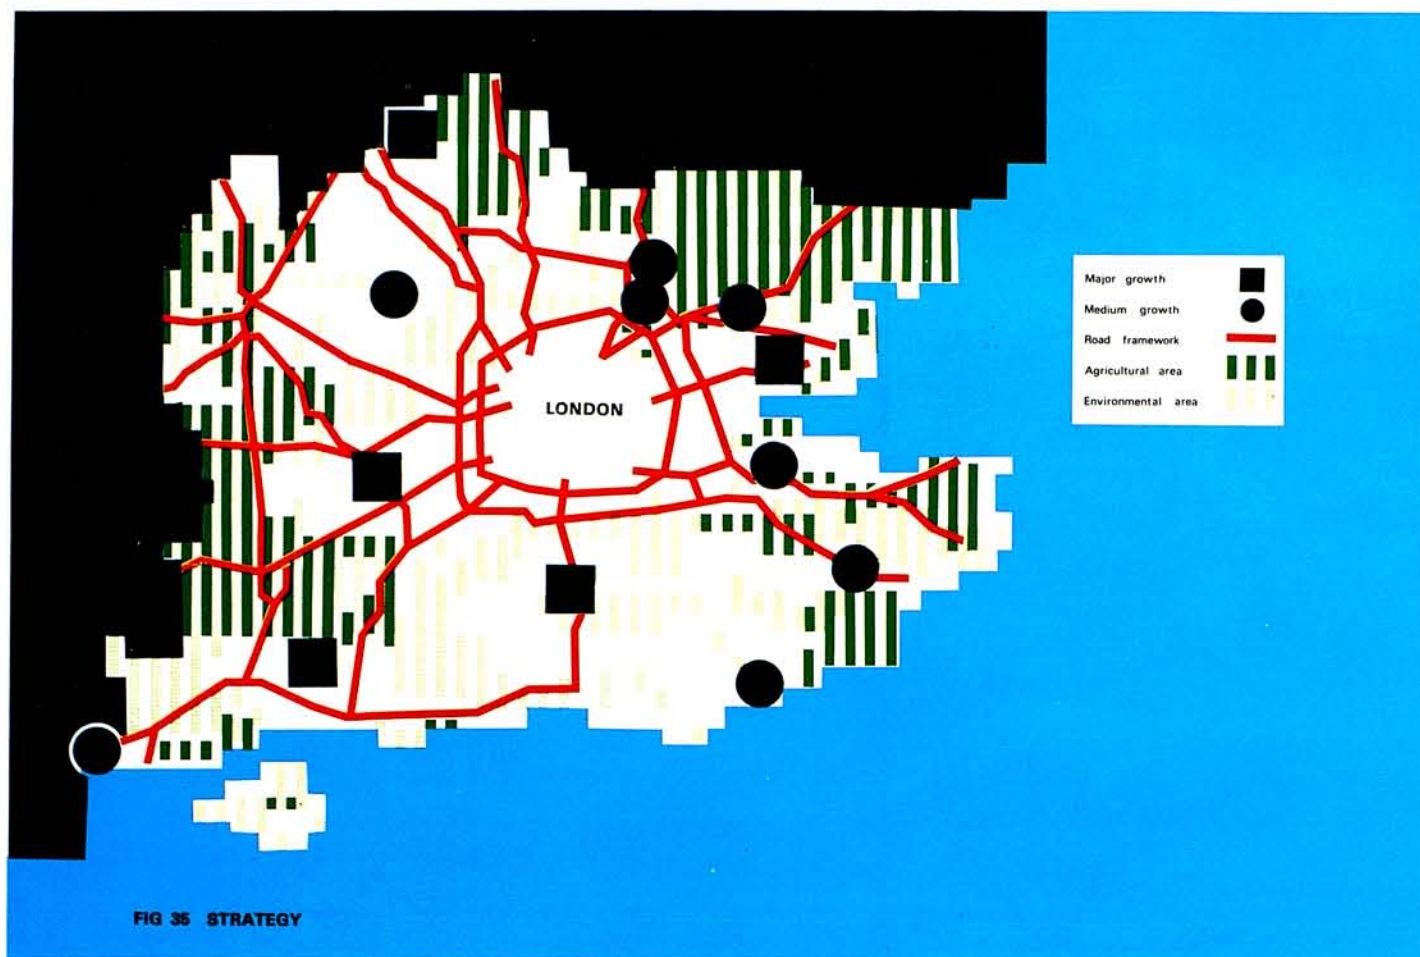 Major growth
Medium growth
Road framework
Agricultural area
Environmental area
LONDON
FIG 35 STRATEGY